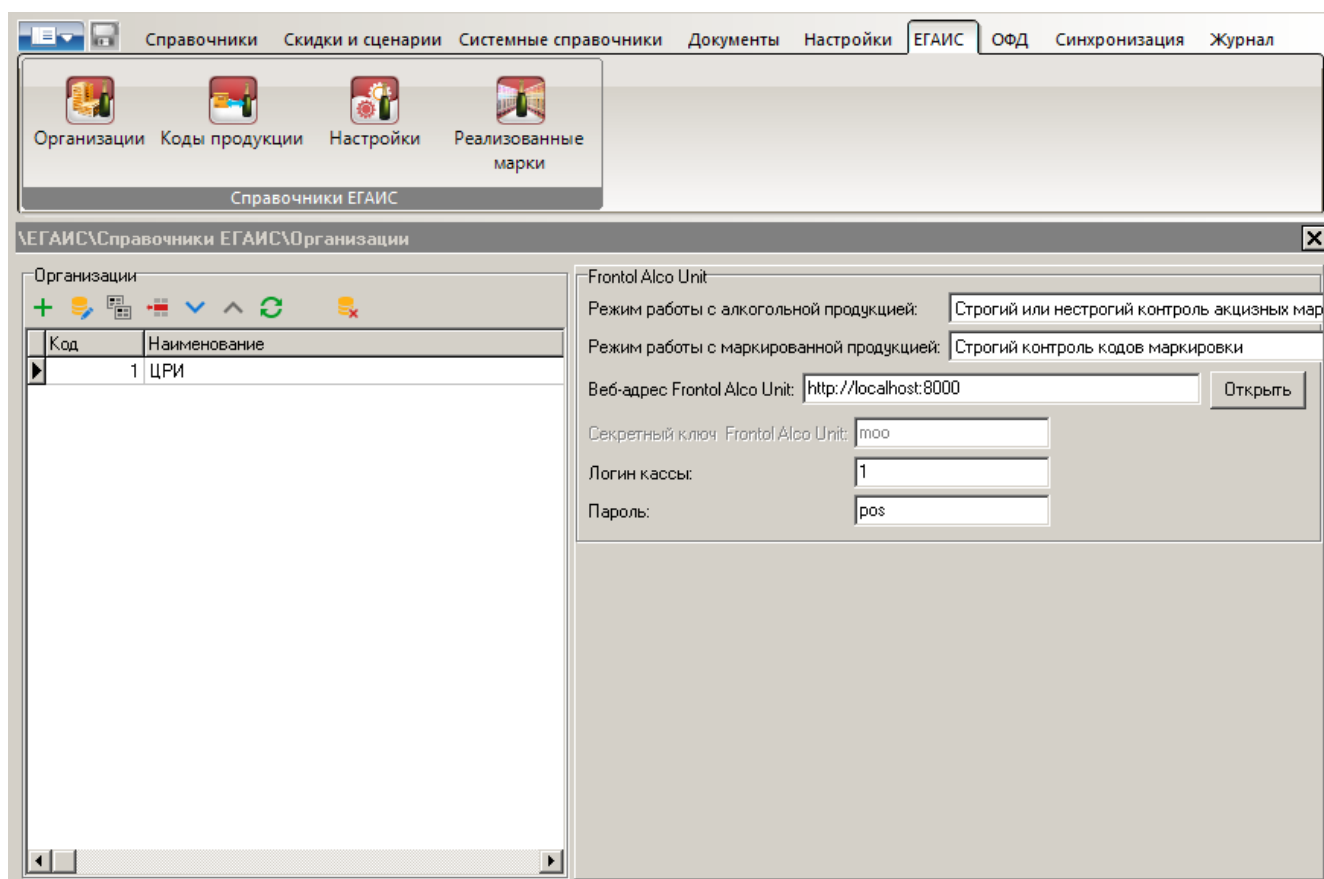 Справочники Скидки и сценарии Системные справочники Документы Настройки ЕГАИС ОФД Синхронизация Журнал
Организации Коды продукции Настройки Реализованные марки
Справочники ЕГАИС
\ЕГАИС\Справочники ЕГАИС\Организации
Организации
Код Наименование
1 ЦРИ
Frontol Alco Unit
Режим работы с алкогольной продукцией: Строгий или нестрогий контроль акцизных мар
Режим работы с маркированной продукцией: Строгий контроль кодов маркировки
Веб-адрес Frontol Alco Unit: http://localhost:8000 Открыть
Секретный ключ Frontol Alco Unit: moo
Логин кассы: 1
Пароль: pos